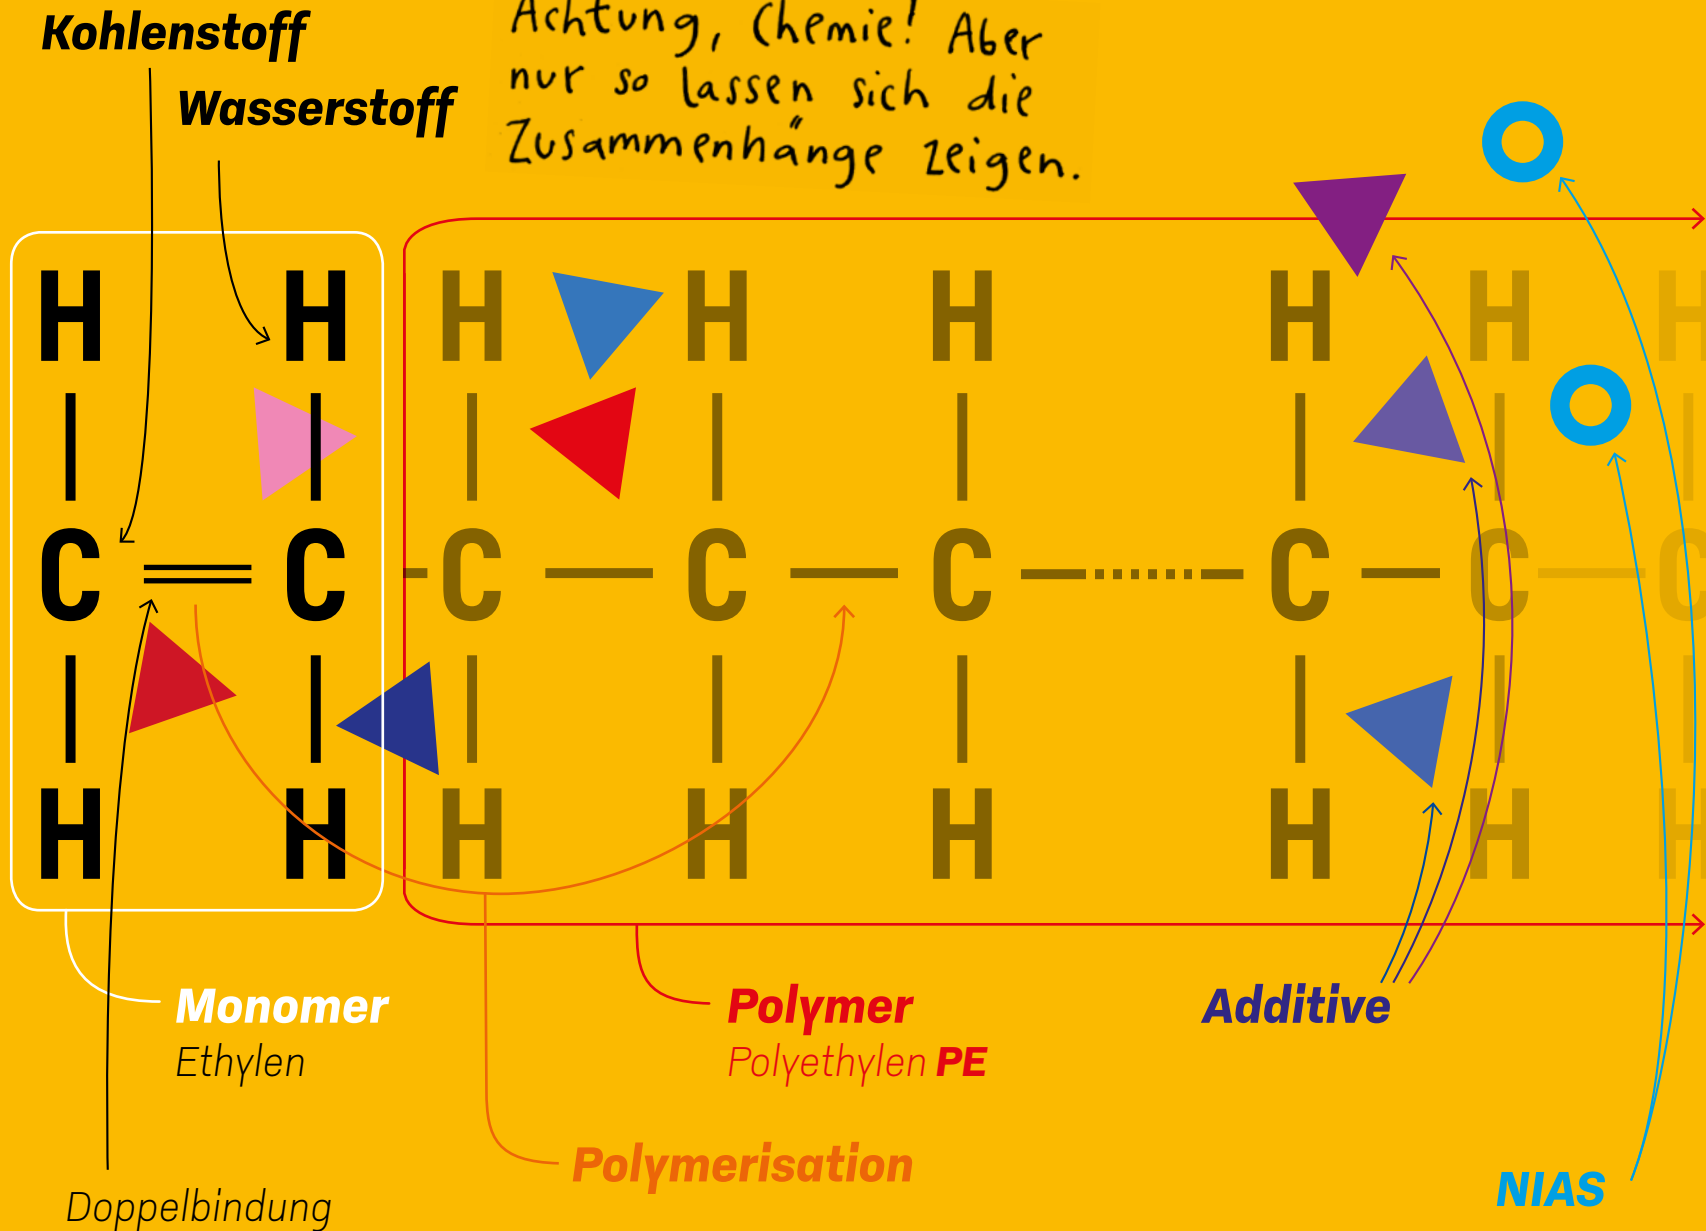 Kohlenstoff
Wasserstoff
Achtung, Chemie! Aber
nur so lassen sich die
Zusammenhänge zeigen.
H H H H H H H H
C C C C C C C C
H H H H H H H H
Monomer
Ethylen
Polymer
Polyethylen PE
Additive
Polymerisation
Doppelbindung
NIAS